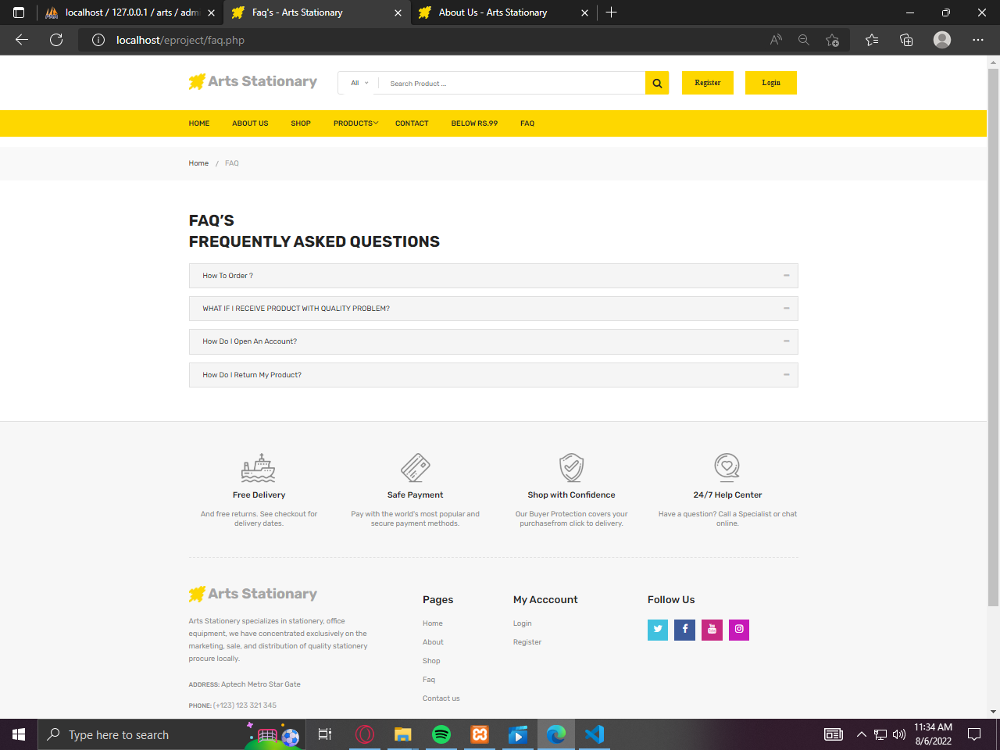 localhost / 127.0.0.1 / arts / adm
Faq's - Arts Stationary
About Us - Arts Stationary
localhost/eproject/faq.php
Arts Stationary
All
Search Product ...
Register
Login
HOME
ABOUT US
SHOP
PRODUCTS
CONTACT
BELOW RS.99
FAQ
Home / FAQ
FAQ'S
FREQUENTLY ASKED QUESTIONS
How To Order ?
WHAT IF I RECEIVE PRODUCT WITH QUALITY PROBLEM?
How Do I Open An Account?
How Do I Return My Product?
Free Delivery
And free returns. See checkout for
delivery dates.
Safe Payment
Pay with the world's most popular and
secure payment methods.
Shop with Confidence
Our Buyer Protection covers your
purchasefrom click to delivery.
24/7 Help Center
Have a question? Call a Specialist or chat
online.
Arts Stationary
Arts Stationery specializes in stationery, office
equipment, we have concentrated exclusively on the
marketing, sale, and distribution of quality stationery
procure locally.
ADDRESS: Aptech Metro Star Gate
PHONE: (+123) 123 321 345
Pages
Home
About
Shop
Faq
Contact us
My Acccount
Login
Register
Follow Us
Type here to search
11:34 AM
8/6/2022